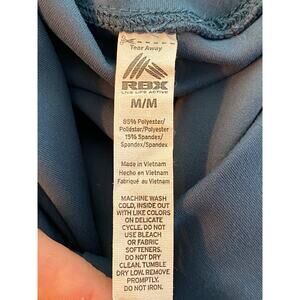 Tear Away
RBX
LIVE LIFE ACTIVE
M/M
85% Polyester/
Poliéster/Polyester
15% Spandex/
Spandex/Spandex
Made in Vietnam
Hecho en Vietnam
Fabriqué au Vietnam
MACHINE WASH
COLD, INSIDE OUT
WITH LIKE COLORS
ON DELICATE
CYCLE. DO NOT
USE BLEACH
OR FABRIC
SOFTENERS.
DO NOT DRY
CLEAN. TUMBLE
DRY LOW. REMOVE
PROMPTLY.
DO NOT IRON.